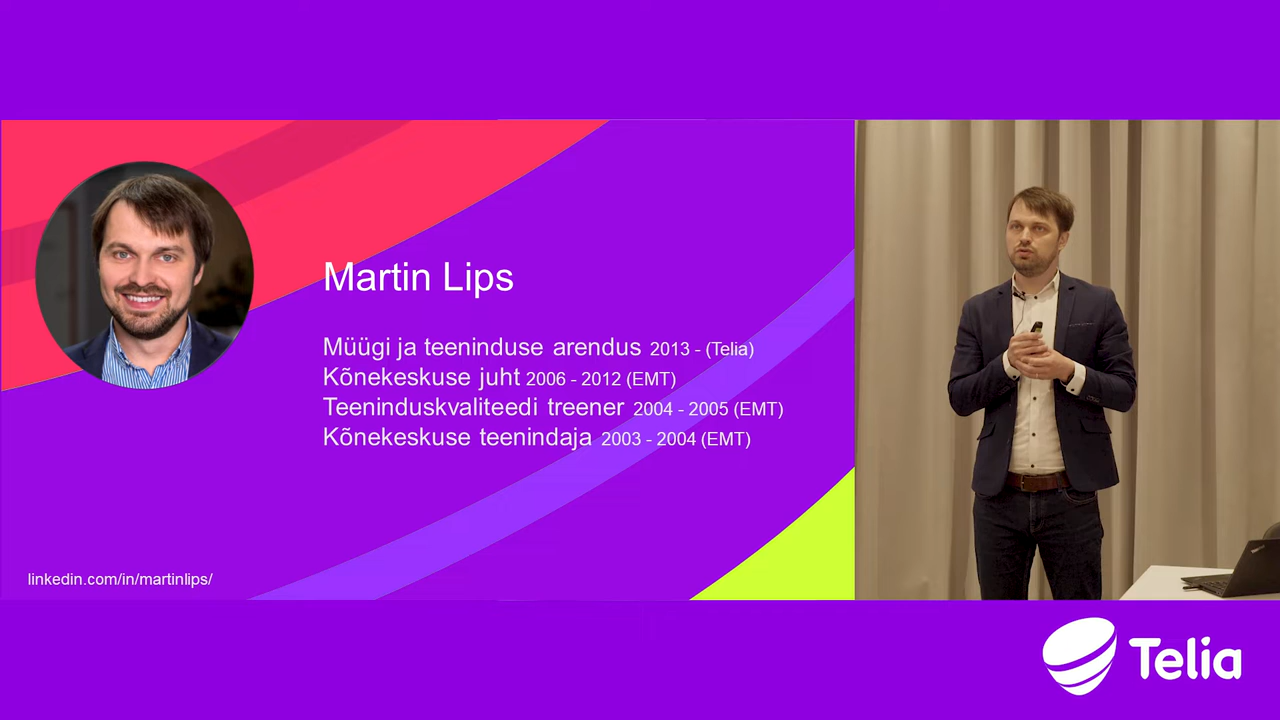 Martin Lips
Müügi ja teeninduse arendus 2013 - (Telia)
Kõnekeskuse juht 2006 - 2012 (EMT)
Teeninduskvaliteedi treener 2004 - 2005 (EMT)
Kõnekeskuse teenindaja 2003 - 2004 (EMT)
linkedin.com/in/martinlips/
Telia